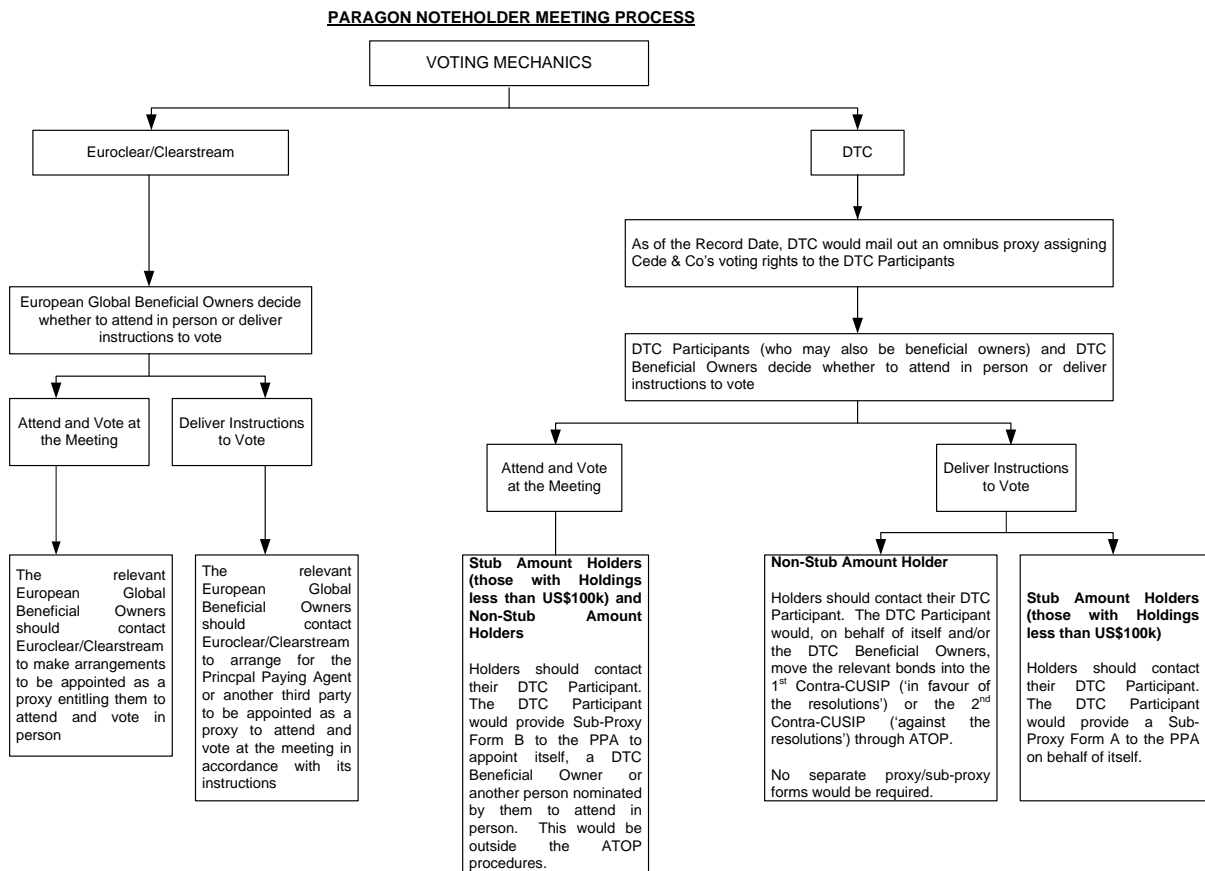 PARAGON NOTEHOLDER MEETING PROCESS
VOTING MECHANICS
Euroclear/Clearstream
DTC
As of the Record Date, DTC would mail out an omnibus proxy assigning
Cede & Co's voting rights to the DTC Participants
European Global Beneficial Owners decide
whether to attend in person or deliver
instructions to vote
DTC Participants (who may also be beneficial owners) and DTC
Beneficial Owners decide whether to attend in person or deliver
instructions to vote
Attend and Vote at
the Meeting
Deliver Instructions
to Vote
Attend and Vote
at the Meeting
Deliver Instructions
to Vote
The relevant
European Global
Beneficial Owners
should contact
Euroclear/Clearstream
to make arrangements
to be appointed as a
proxy entitling them to
attend and vote in
person
The relevant
European Global
Beneficial Owners
should contact
Euroclear/Clearstream
to arrange for the
Princpal Paying Agent
or another third party
to be appointed as a
proxy to attend and
vote at the meeting in
accordance with its
instructions
Stub Amount Holders
(those with Holdings
less than US$100k) and
Non-Stub Amount
Holders
Holders should contact
their DTC Participant.
The DTC Participant
would provide Sub-Proxy
Form B to the PPA to
appoint itself, a DTC
Beneficial Owner or
another person nominated
by them to attend in
person. This would be
outside the ATOP
procedures.
Non-Stub Amount Holder
Holders should contact their DTC
Participant. The DTC Participant
would, on behalf of itself and/or
the DTC Beneficial Owners,
move the relevant bonds into the
1st Contra-CUSIP ('in favour of
the resolutions') or the 2nd
Contra-CUSIP ('against the
resolutions') through ATOP.
No separate proxy/sub-proxy
forms would be required.
Stub Amount Holders
(those with Holdings
less than US$100k)
Holders should contact
their DTC Participant.
The DTC Participant
would provide a Sub-
Proxy Form A to the PPA
on behalf of itself.